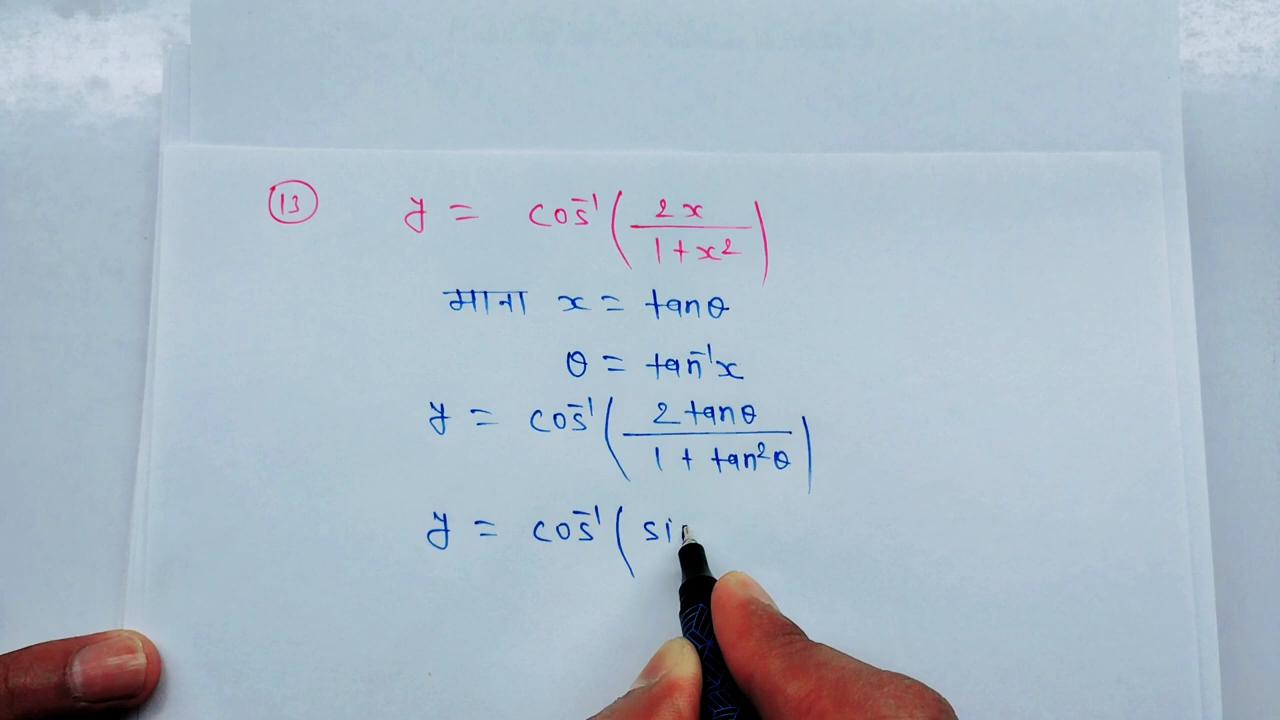 ⑬ y = cos⁻¹(2x/(1+x²))
माना x = tanθ
θ = tan⁻¹x
y = cos⁻¹(2tanθ/(1+tan²θ))
y = cos⁻¹(si